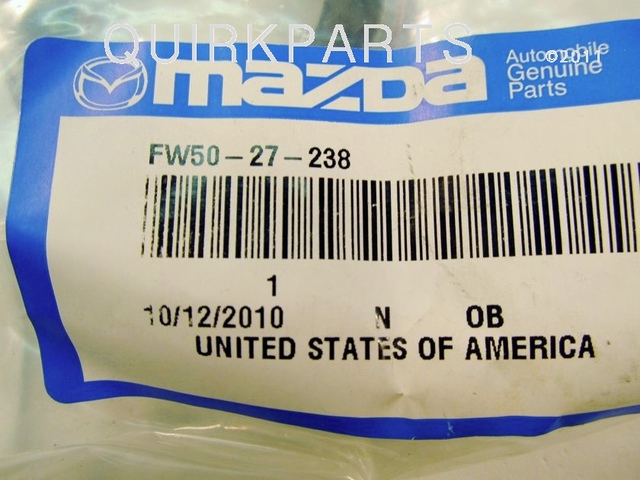 QUIRKPARTS
©2011
mazda
Automobile
Genuine
Parts
FW50-27-238
1
10/12/2010 N OB
UNITED STATES OF AMERICA